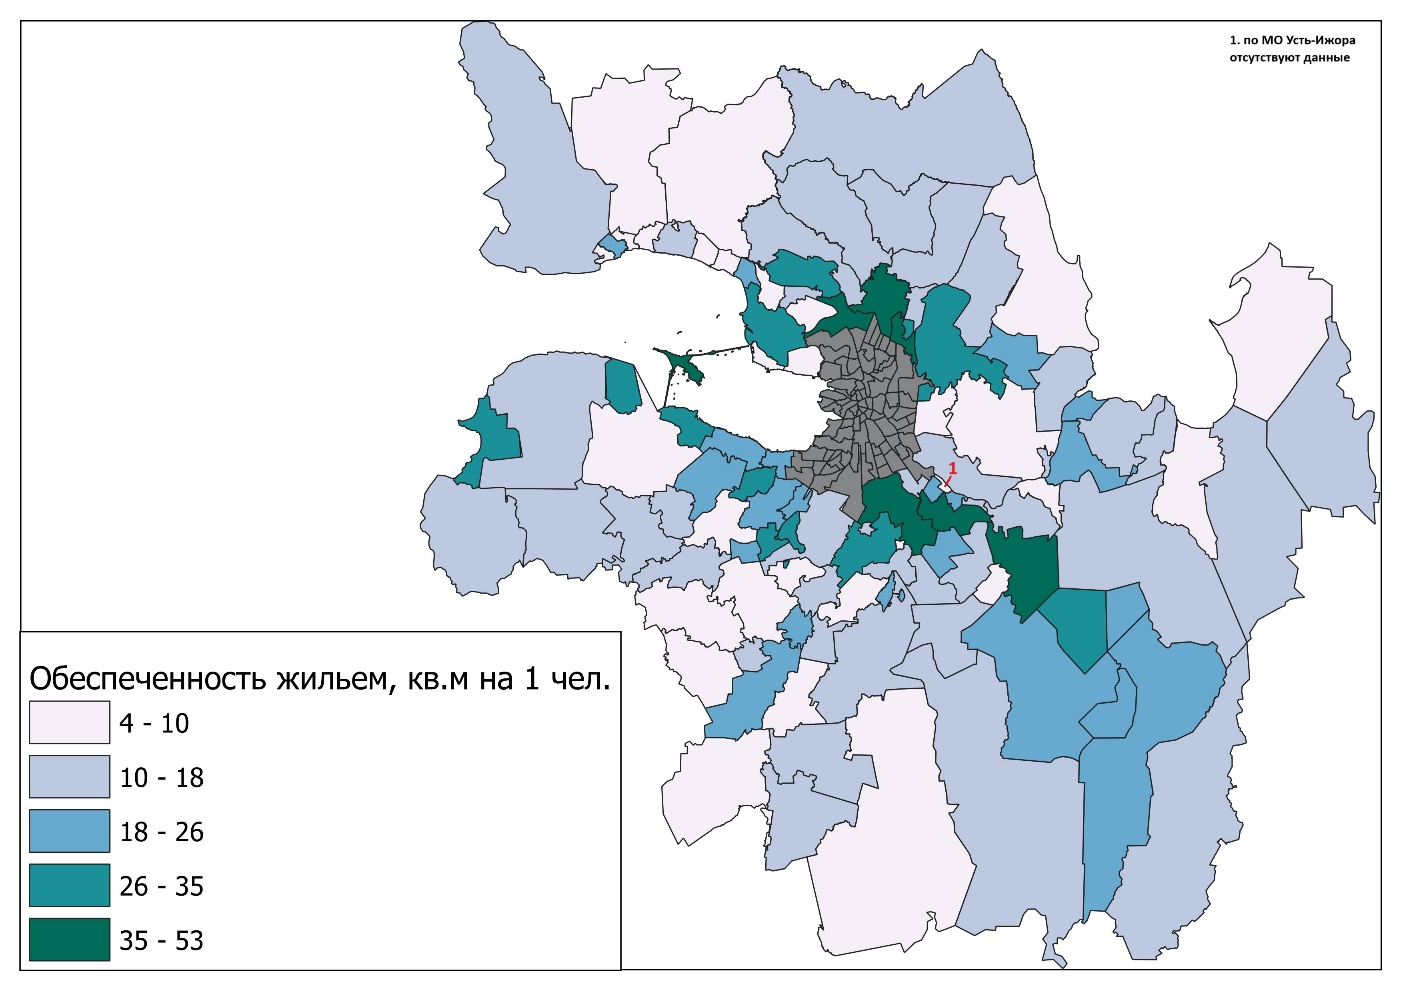 1. по МО Усть-Ижора
отсутствуют данные
1
Обеспеченность жильем, кв.м на 1 чел.
4 - 10
10 - 18
18 - 26
26 - 35
35 - 53